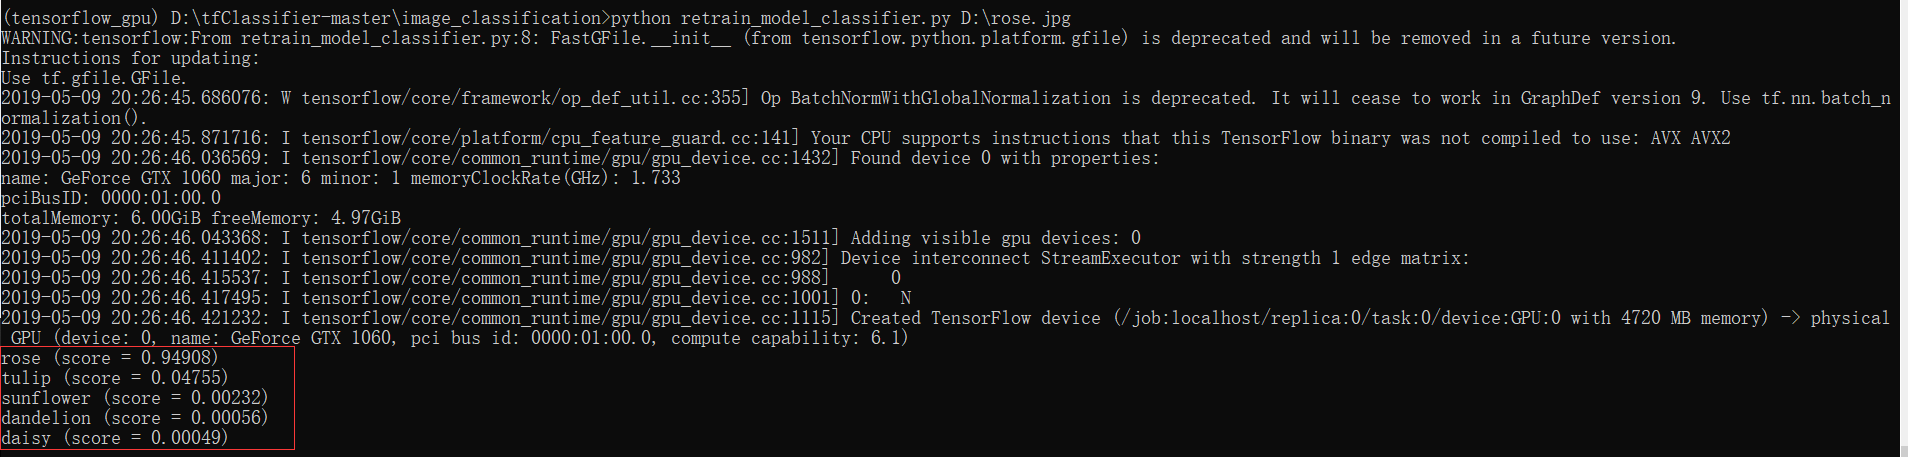 (tensorflow_gpu) D:\tfClassifier-master\image_classification>python retrain_model_classifier.py D:\rose.jpg
WARNING:tensorflow:From retrain_model_classifier.py:8: FastGFile.__init__ (from tensorflow.python.platform.gfile) is deprecated and will be removed in a future version.
Instructions for updating:
Use tf.gfile.GFile.
2019-05-09 20:26:45.686076: W tensorflow/core/framework/op_def_util.cc:355] Op BatchNormWithGlobalNormalization is deprecated. It will cease to work in GraphDef version 9. Use tf.nn.batch_n
ormalization().
2019-05-09 20:26:45.871716: I tensorflow/core/platform/cpu_feature_guard.cc:141] Your CPU supports instructions that this TensorFlow binary was not compiled to use: AVX AVX2
2019-05-09 20:26:46.036569: I tensorflow/core/common_runtime/gpu/gpu_device.cc:1432] Found device 0 with properties:
name: GeForce GTX 1060 major: 6 minor: 1 memoryClockRate(GHz): 1.733
pciBusID: 0000:01:00.0
totalMemory: 6.00GiB freeMemory: 4.97GiB
2019-05-09 20:26:46.043368: I tensorflow/core/common_runtime/gpu/gpu_device.cc:1511] Adding visible gpu devices: 0
2019-05-09 20:26:46.411402: I tensorflow/core/common_runtime/gpu/gpu_device.cc:982] Device interconnect StreamExecutor with strength 1 edge matrix:
2019-05-09 20:26:46.415537: I tensorflow/core/common_runtime/gpu/gpu_device.cc:988]      0
2019-05-09 20:26:46.417495: I tensorflow/core/common_runtime/gpu/gpu_device.cc:1001] 0:   N
2019-05-09 20:26:46.421232: I tensorflow/core/common_runtime/gpu/gpu_device.cc:1115] Created TensorFlow device (/job:localhost/replica:0/task:0/device:GPU:0 with 4720 MB memory) -> physical
 GPU (device: 0, name: GeForce GTX 1060, pci bus id: 0000:01:00.0, compute capability: 6.1)
rose (score = 0.94908)
tulip (score = 0.04755)
sunflower (score = 0.00232)
dandelion (score = 0.00056)
daisy (score = 0.00049)